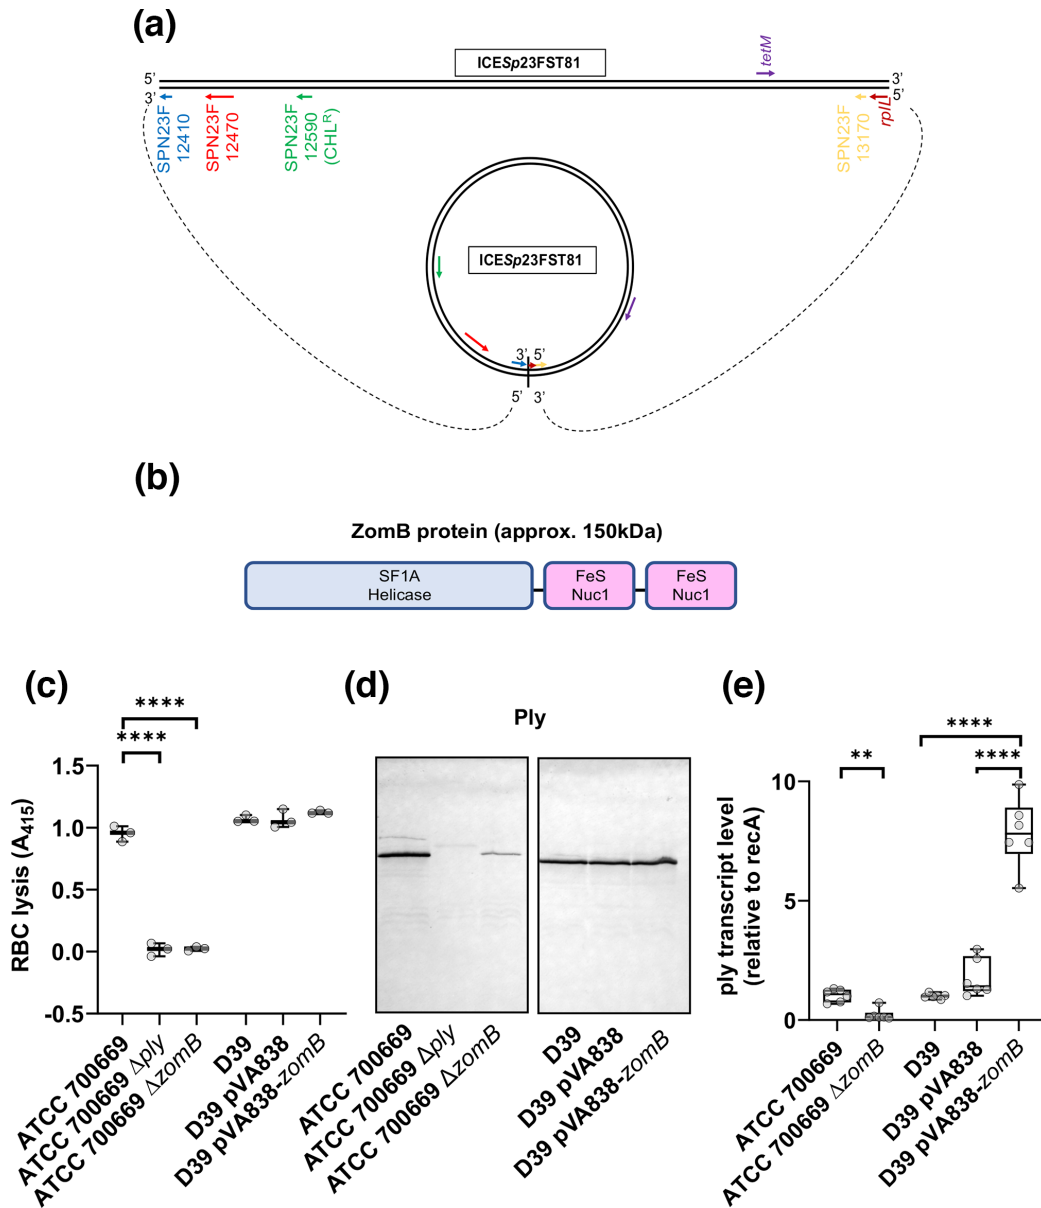 (a)
ICESp23FST81
tetM
5’
3’
3’
5’
SPN23F
12410
SPN23F
12470
SPN23F
12590
(CHLᴿ)
SPN23F
13170
rplL
ICESp23FST81
3’ 5’
5’ 3’
(b)
ZomB protein (approx. 150kDa)
SF1A
Helicase
FeS
Nuc1
FeS
Nuc1
(c)
****
****
RBC lysis (A₄₁₅)
1.5
1.0
0.5
0.0
-0.5
ATCC 700669
ATCC 700669 Δply
ATCC 700669 ΔzomB
D39
D39 pVA838
D39 pVA838-zomB
(d)
Ply
ATCC 700669
ATCC 700669 Δply
ATCC 700669 ΔzomB
D39
D39 pVA838
D39 pVA838-zomB
(e)
****
**
****
ply transcript level
(relative to recA)
10
5
0
ATCC 700669
ATCC 700669 ΔzomB
D39
D39 pVA838
D39 pVA838-zomB